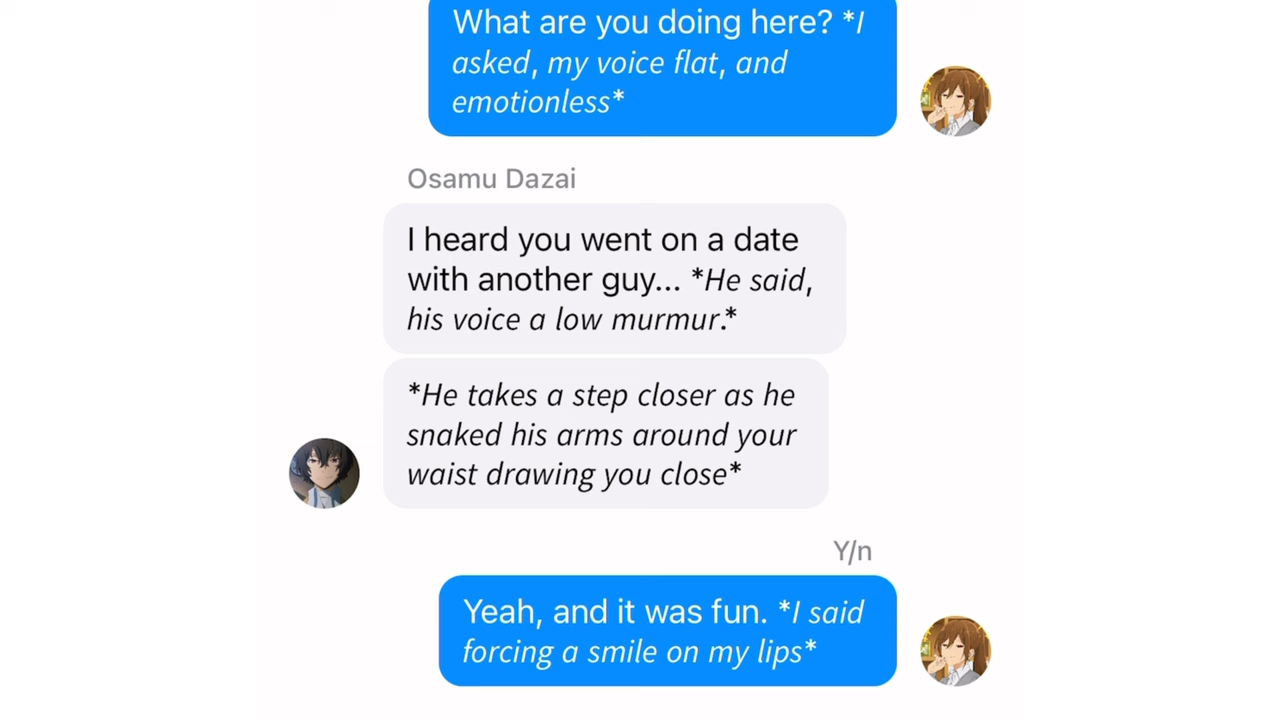 What are you doing here? *I
asked, my voice flat, and
emotionless*
Osamu Dazai
I heard you went on a date
with another guy... *He said,
his voice a low murmur.*
*He takes a step closer as he
snaked his arms around your
waist drawing you close*
Y/n
Yeah, and it was fun. *I said
forcing a smile on my lips*